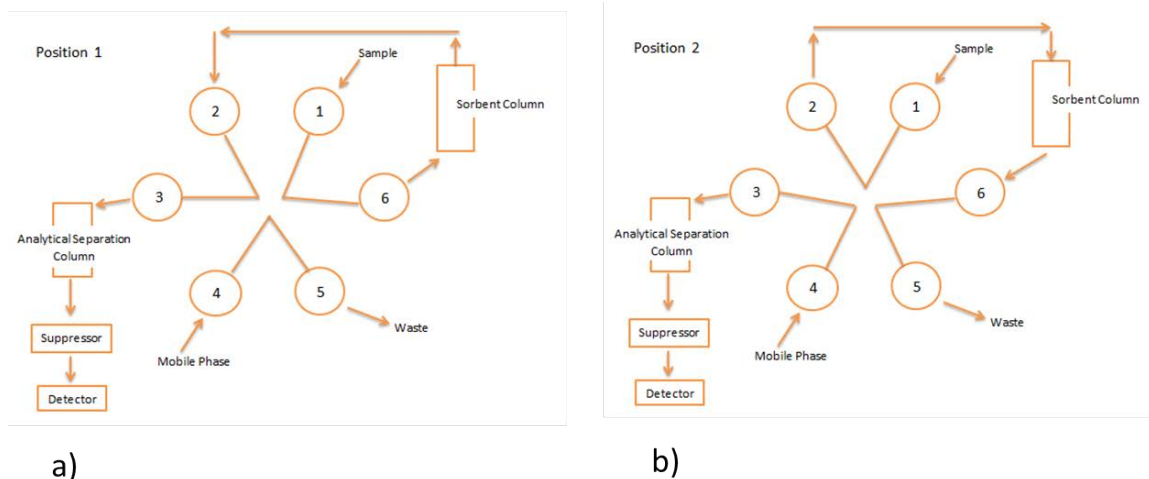 Position 1
Sample
2
1
Sorbent Column
3
6
Analytical Separation
Column
4
5
Waste
Suppressor
Mobile Phase
Detector
a)
Position 2
Sample
2
1
Sorbent Column
3
6
Analytical Separation
Column
4
5
Waste
Suppressor
Mobile Phase
Detector
b)